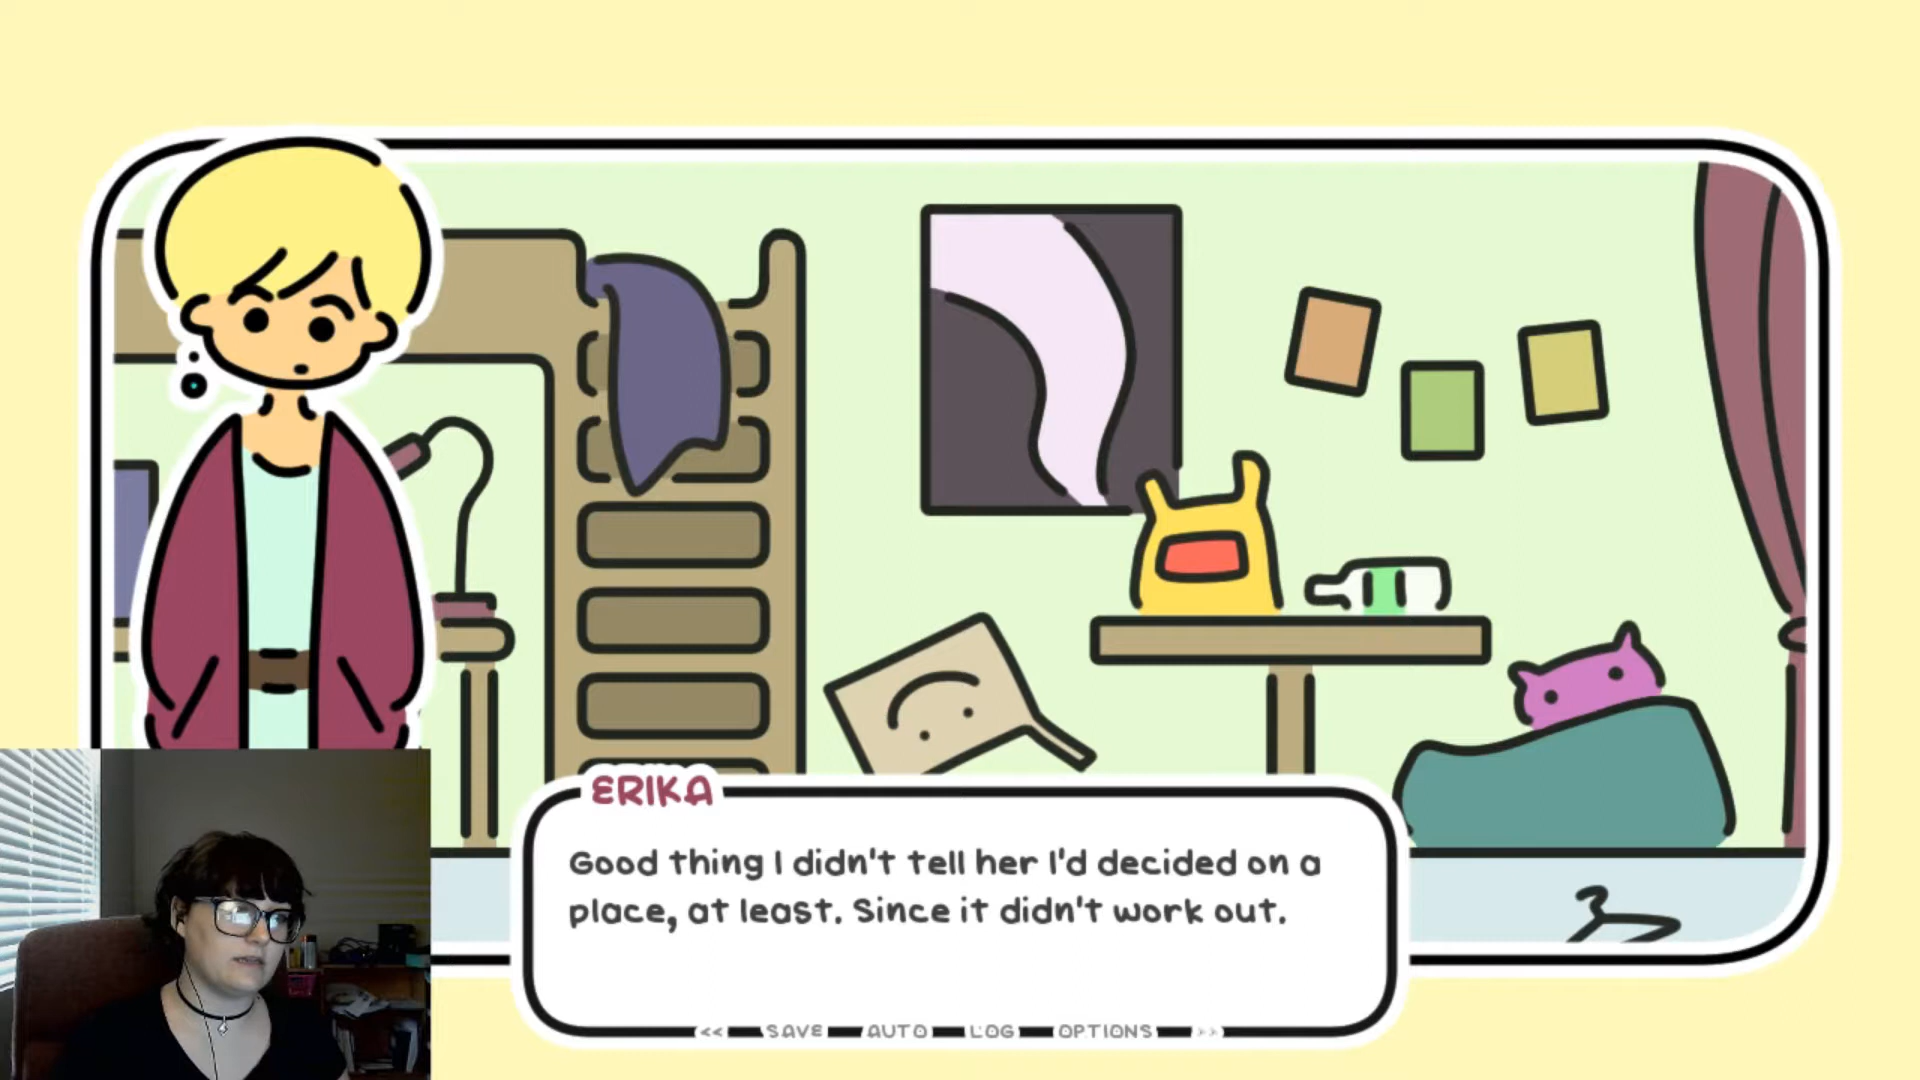 ERIKA
Good thing I didn't tell her I'd decided on a
place, at least. Since it didn't work out.
<< SAVE AUTO LOG OPTIONS >>